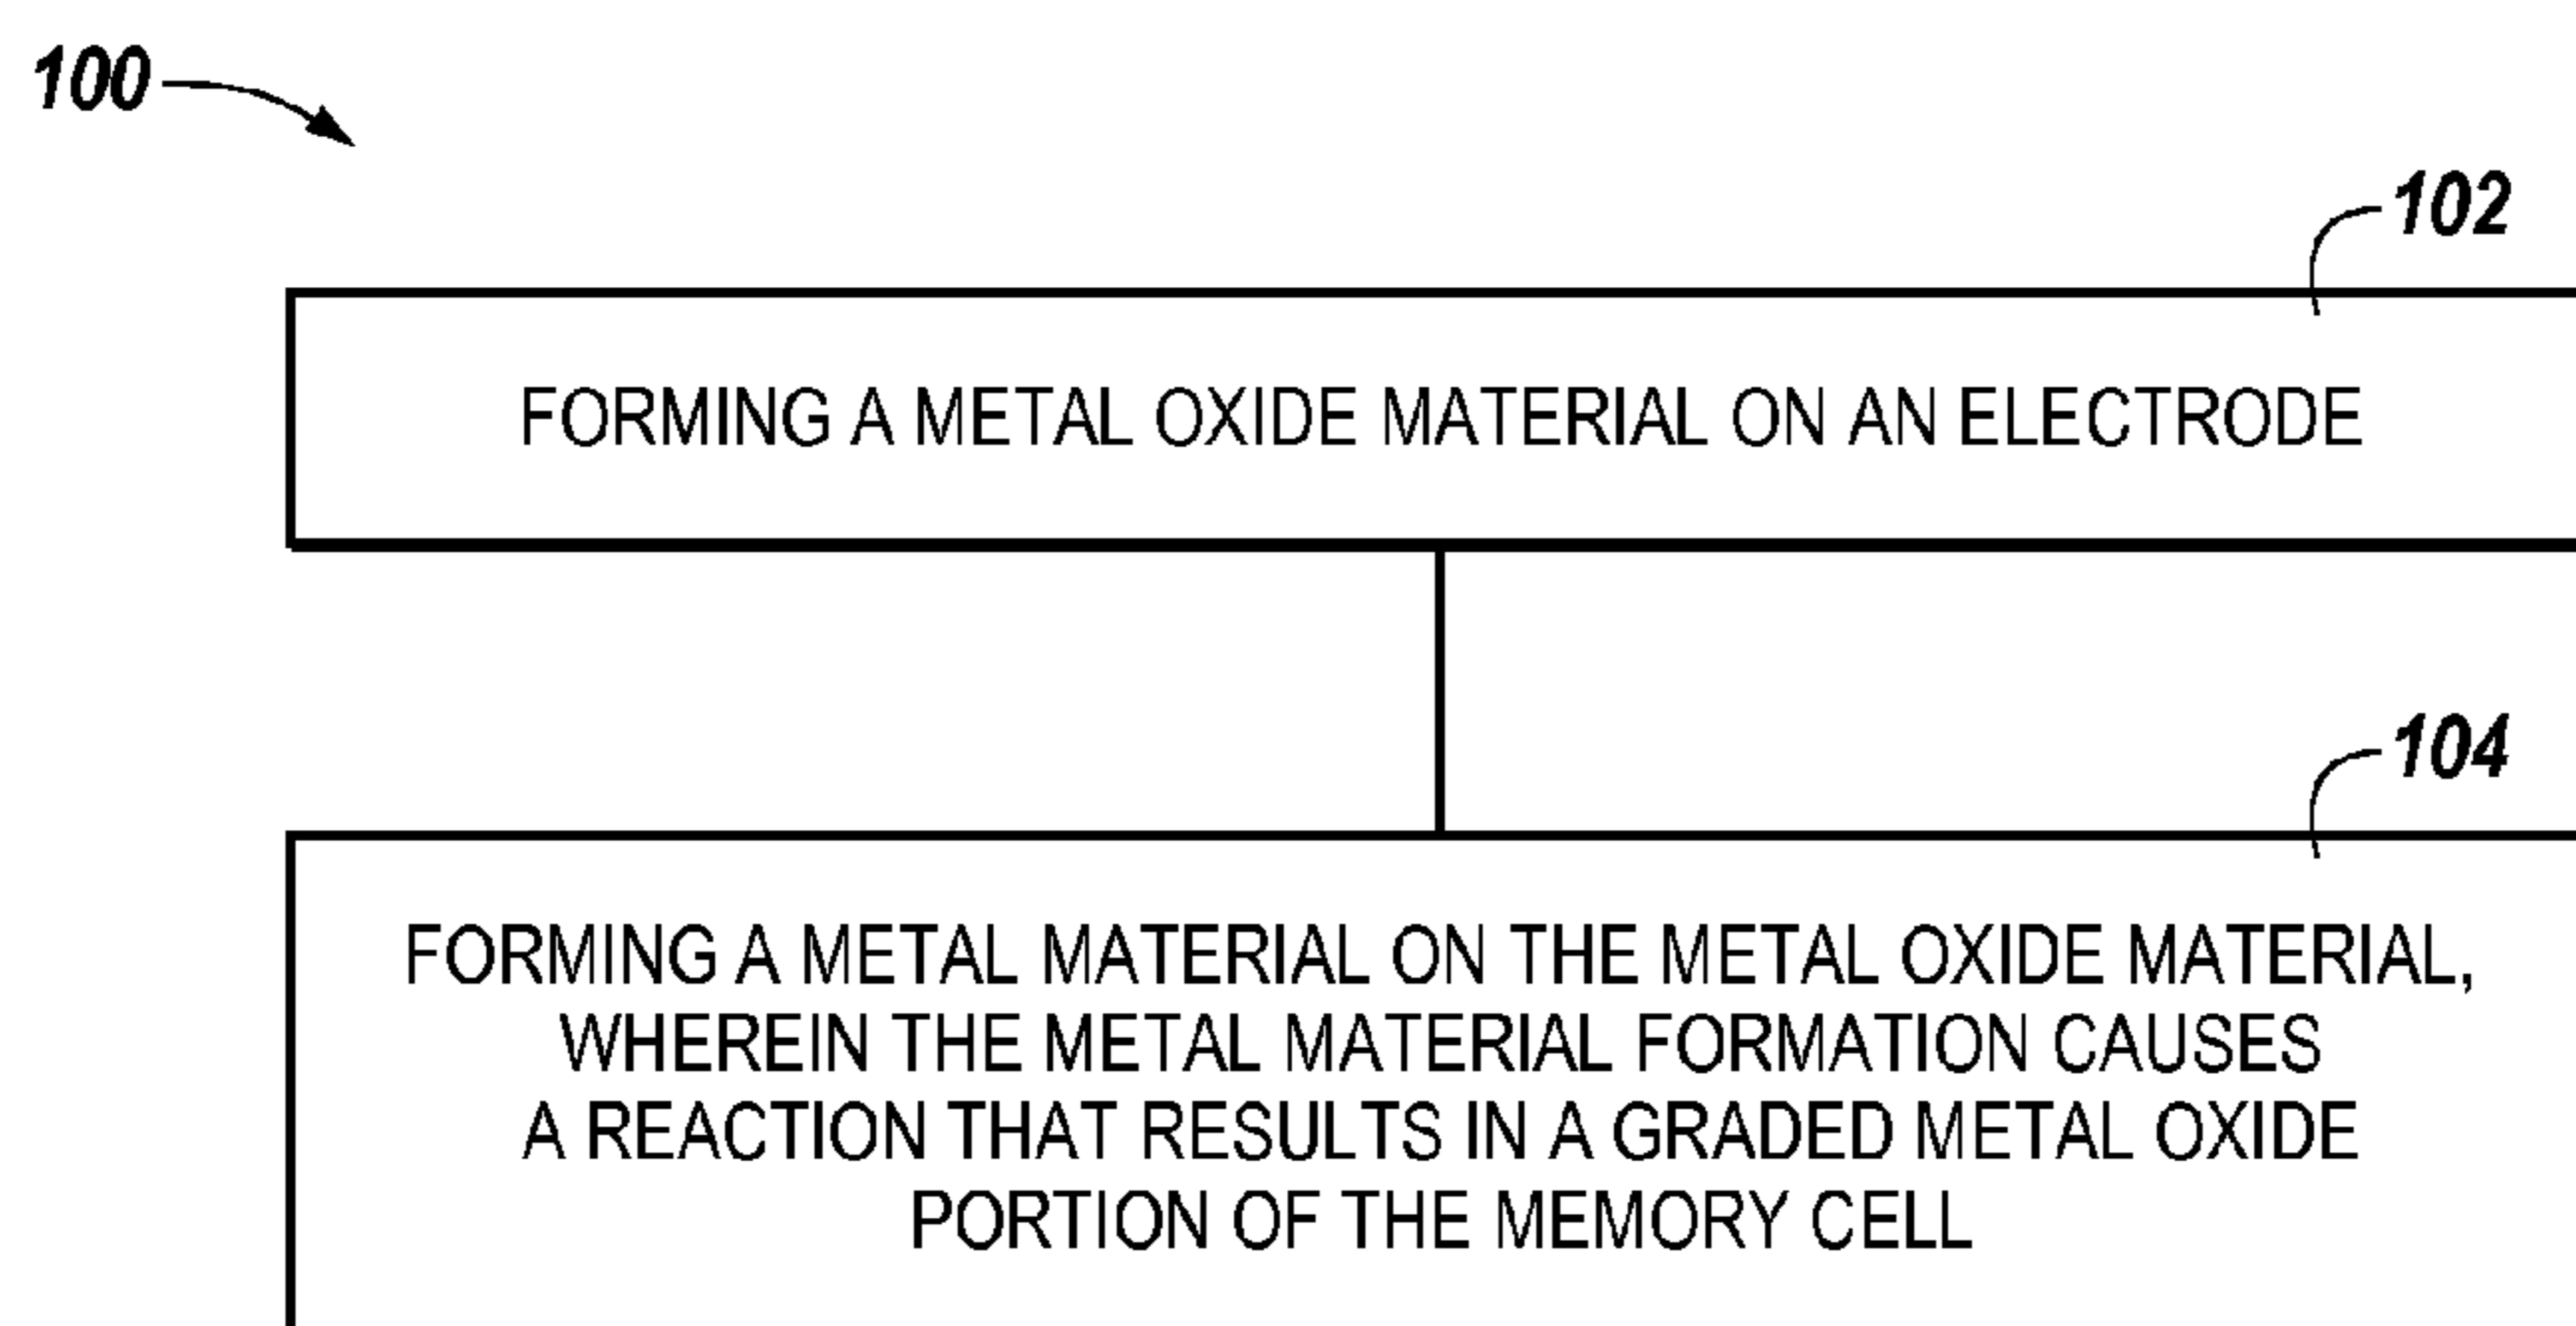 100
102
FORMING A METAL OXIDE MATERIAL ON AN ELECTRODE
104
FORMING A METAL MATERIAL ON THE METAL OXIDE MATERIAL,
WHEREIN THE METAL MATERIAL FORMATION CAUSES
A REACTION THAT RESULTS IN A GRADED METAL OXIDE
PORTION OF THE MEMORY CELL